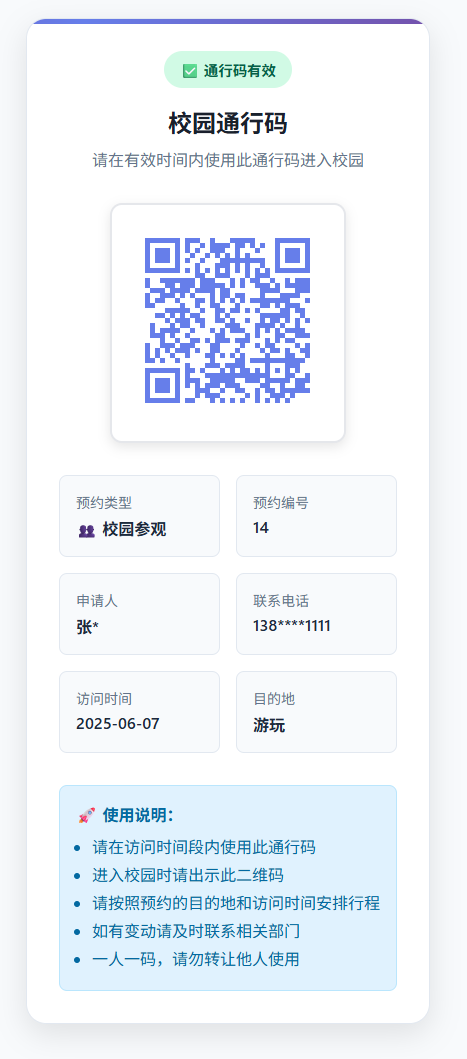 ✅ 通行码有效
校园通行码
请在有效时间内使用此通行码进入校园
预约类型
👥 校园参观
预约编号
14
申请人
张*
联系电话
138****1111
访问时间
2025-06-07
目的地
游玩
🚀 使用说明：
• 请在访问时间段内使用此通行码
• 进入校园时请出示此二维码
• 请按照预约的目的地和访问时间安排行程
• 如有变动请及时联系相关部门
• 一人一码，请勿转让他人使用